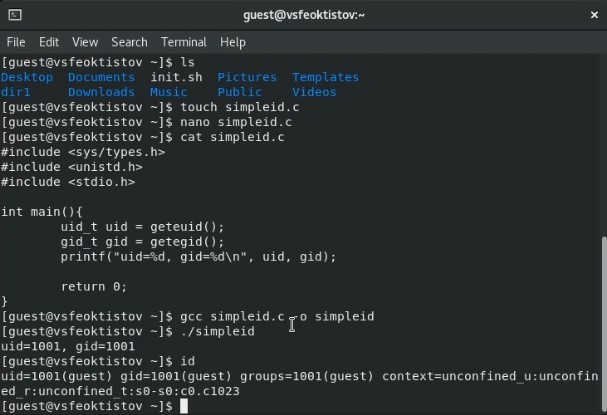 guest@vsfeoktistov:~
File Edit View Search Terminal Help
[guest@vsfeoktistov ~]$ ls
Desktop Documents init.sh Pictures Templates
dir1 Downloads Music Public Videos
[guest@vsfeoktistov ~]$ touch simpleid.c
[guest@vsfeoktistov ~]$ nano simpleid.c
[guest@vsfeoktistov ~]$ cat simpleid.c
#include <sys/types.h>
#include <unistd.h>
#include <stdio.h>
int main(){
uid_t uid = geteuid();
gid_t gid = getegid();
printf("uid=%d, gid=%d\n", uid, gid);
return 0;
}
[guest@vsfeoktistov ~]$ gcc simpleid.c -o simpleid
[guest@vsfeoktistov ~]$ ./simpleid
uid=1001, gid=1001
[guest@vsfeoktistov ~]$ id
uid=1001(guest) gid=1001(guest) groups=1001(guest) context=unconfined_u:unconfin
ed_r:unconfined_t:s0-s0:c0.c1023
[guest@vsfeoktistov ~]$